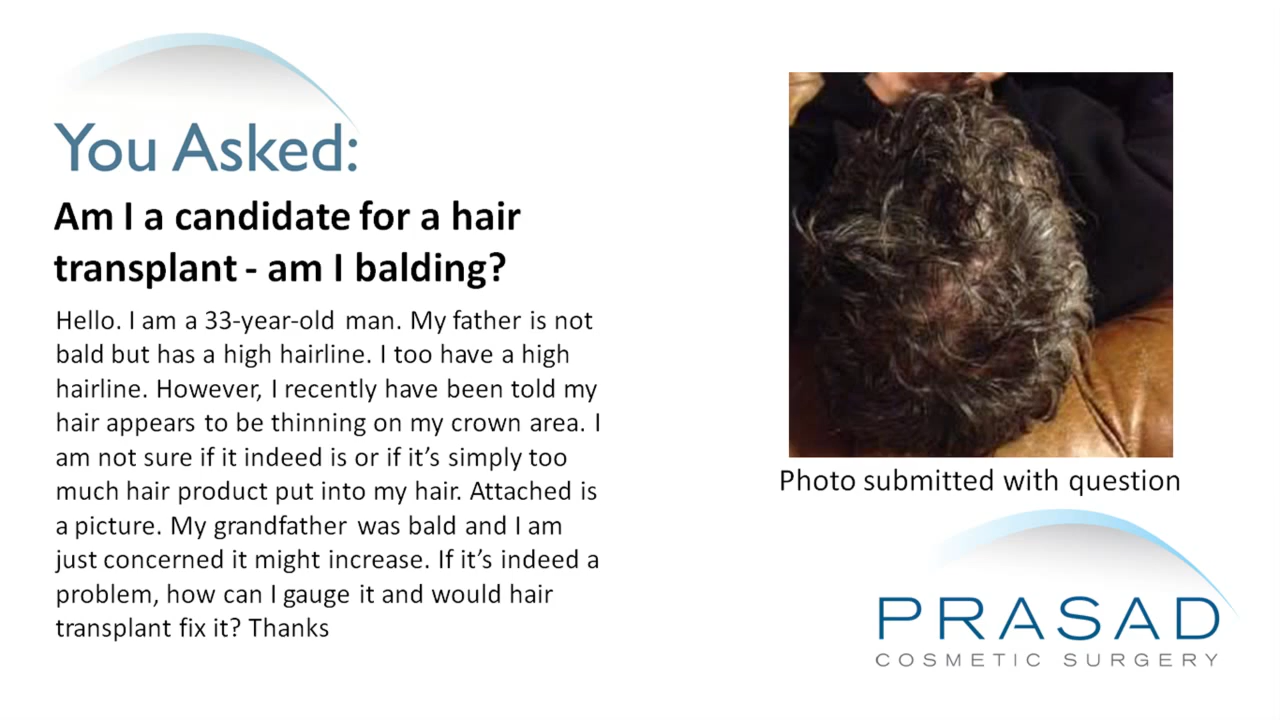 You Asked:
Am I a candidate for a hair
transplant - am I balding?
Hello. I am a 33-year-old man. My father is not
bald but has a high hairline. I too have a high
hairline. However, I recently have been told my
hair appears to be thinning on my crown area. I
am not sure if it indeed is or if it’s simply too
much hair product put into my hair. Attached is
a picture. My grandfather was bald and I am
just concerned it might increase. If it’s indeed a
problem, how can I gauge it and would hair
transplant fix it? Thanks
Photo submitted with question
PRASAD
COSMETIC SURGERY